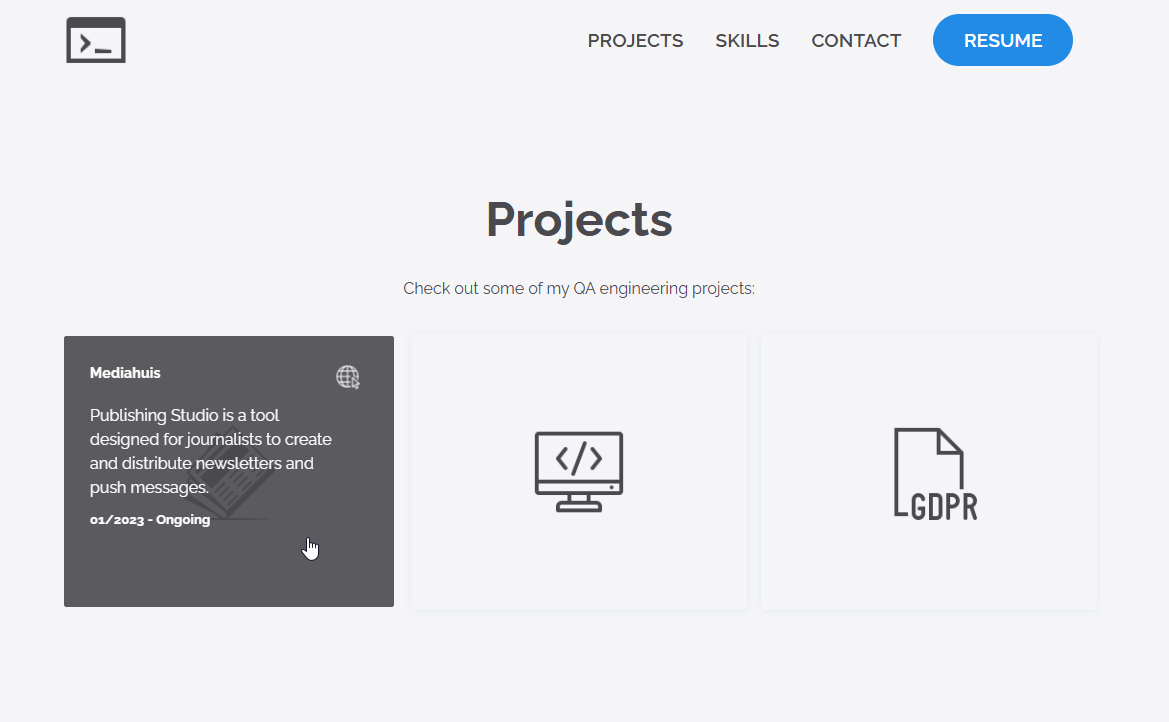 PROJECTS SKILLS CONTACT RESUME
Projects
Check out some of my QA engineering projects:
Mediahuis
Publishing Studio is a tool
designed for journalists to create
and distribute newsletters and
push messages.
01/2023 - Ongoing
</>
GDPR